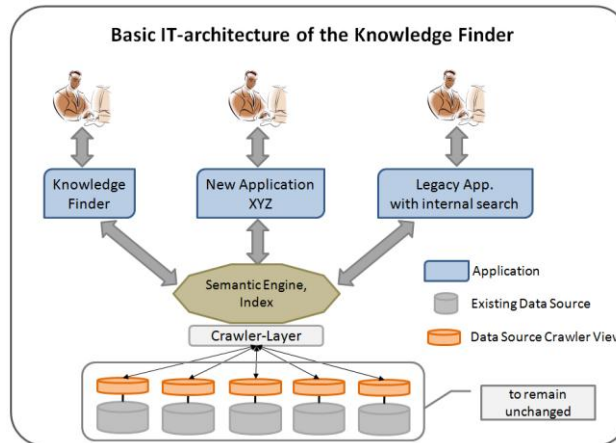 Basic IT-architecture of the Knowledge Finder
Knowledge
Finder
New Application
XYZ
Legacy App.
with internal search
Semantic Engine,
Index
Crawler-Layer
Application
Existing Data Source
Data Source Crawler View
to remain
unchanged